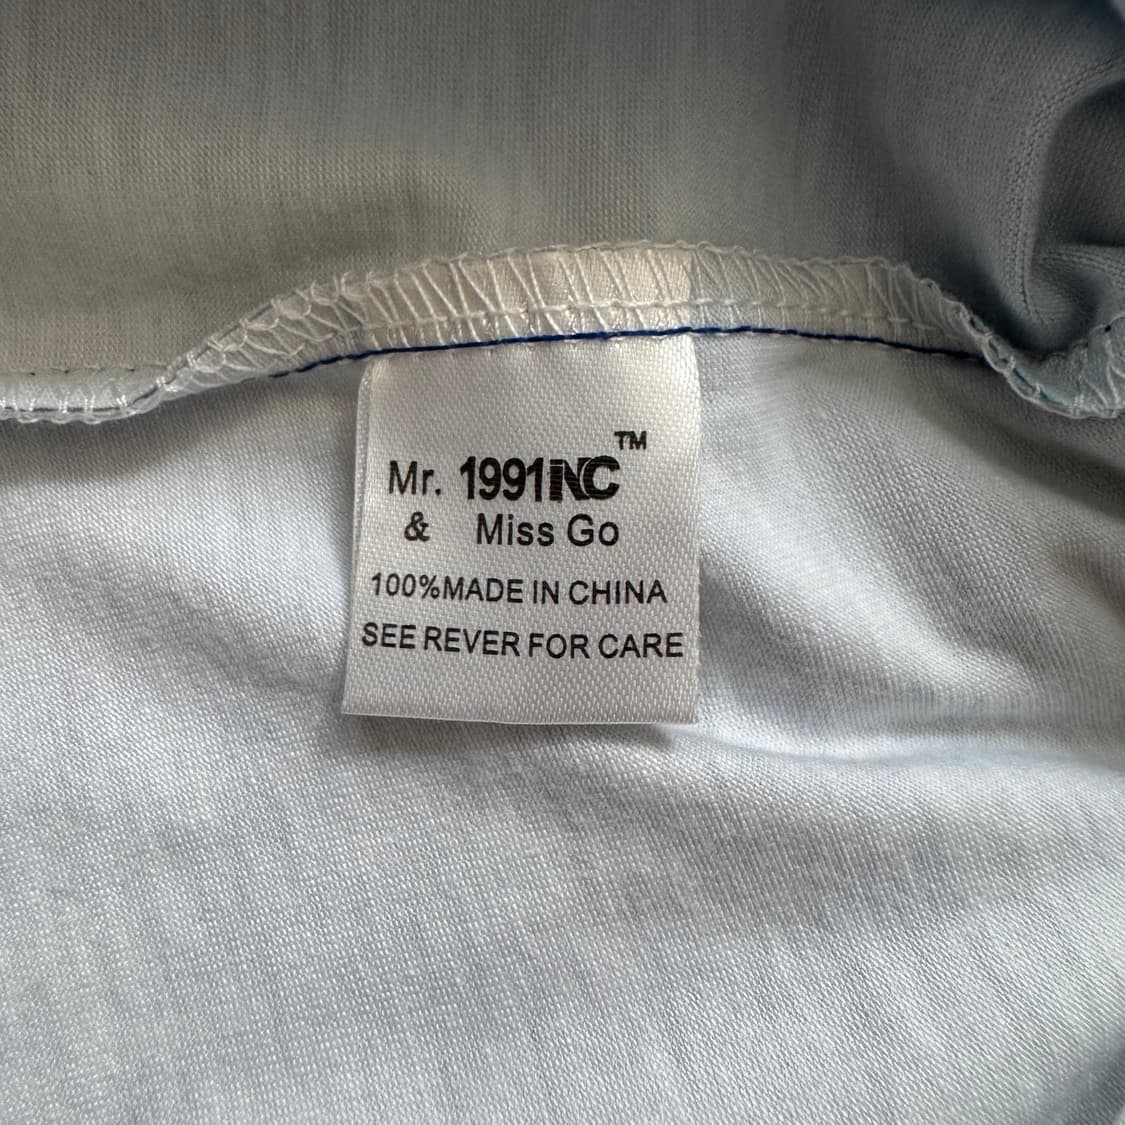 Mr. 1991INC™
& Miss Go
100%MADE IN CHINA
SEE REVER FOR CARE